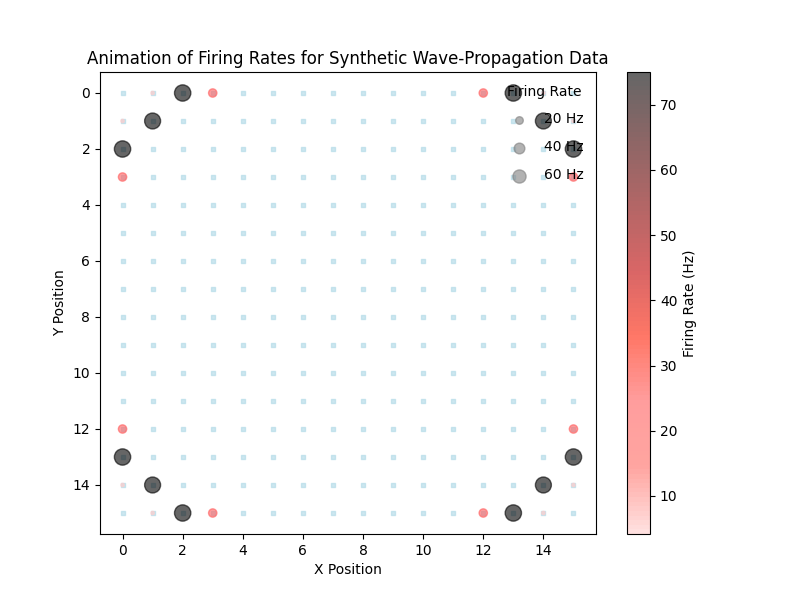 Animation of Firing Rates for Synthetic Wave-Propagation Data
Firing Rate
20 Hz
40 Hz
60 Hz
0
2
4
6
8
10
12
14
Y Position
0
2
4
6
8
10
12
14
X Position
70
60
50
40
30
20
10
Firing Rate (Hz)